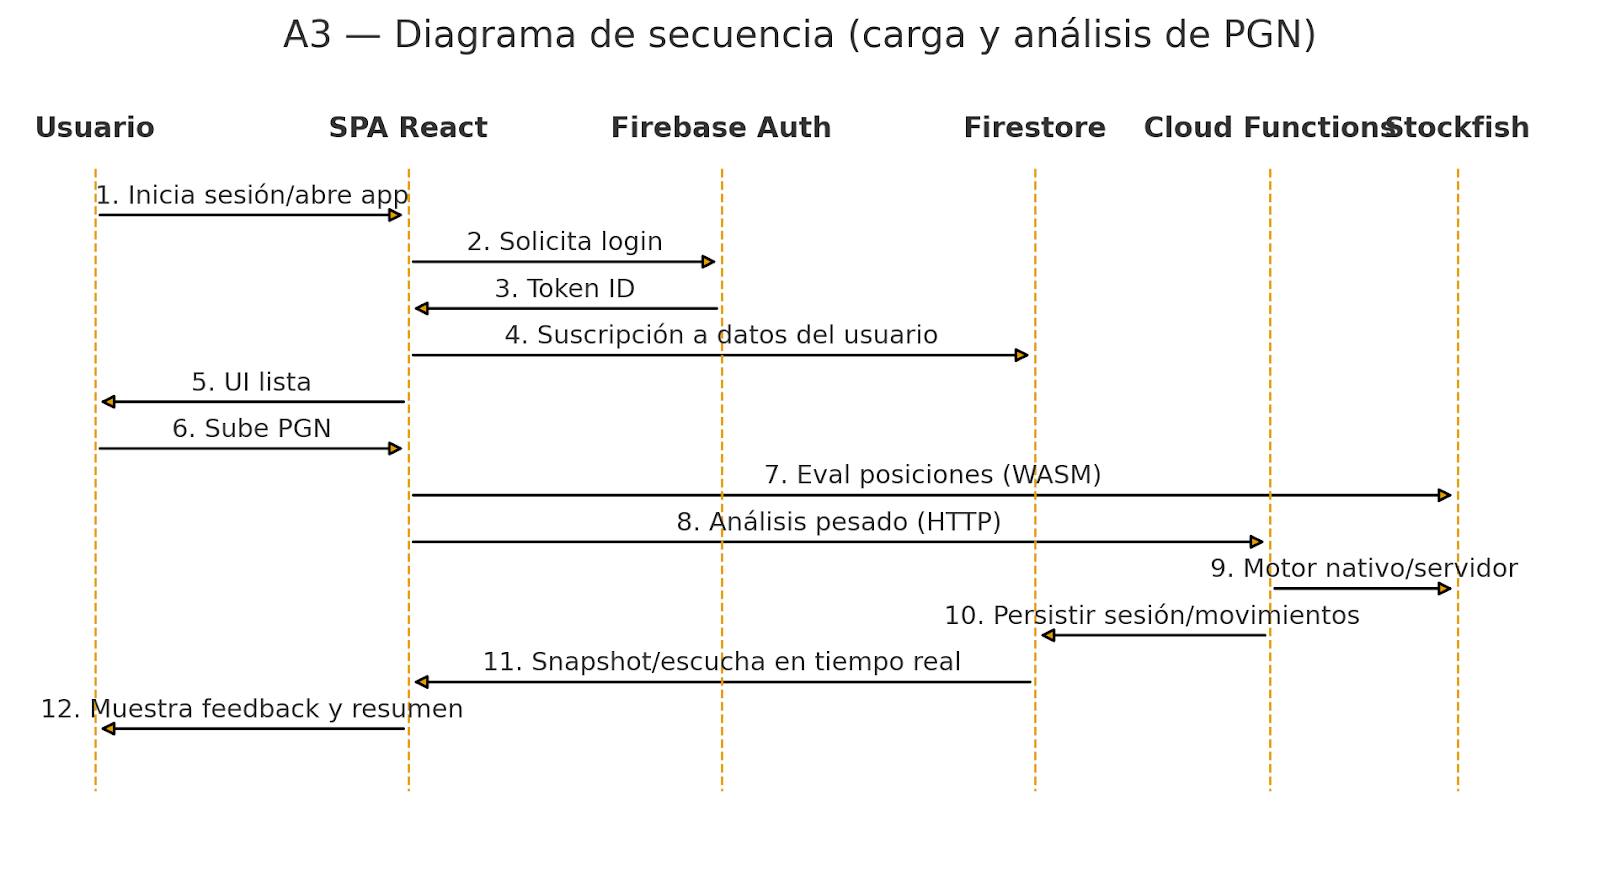 A3 — Diagrama de secuencia (carga y análisis de PGN)
Usuario SPA React Firebase Auth Firestore Cloud Functions Stockfish
1. Inicia sesión/abre app
2. Solicita login
3. Token ID
4. Suscripción a datos del usuario
5. UI lista
6. Sube PGN
7. Eval posiciones (WASM)
8. Análisis pesado (HTTP)
9. Motor nativo/servidor
10. Persistir sesión/movimientos
11. Snapshot/escucha en tiempo real
12. Muestra feedback y resumen